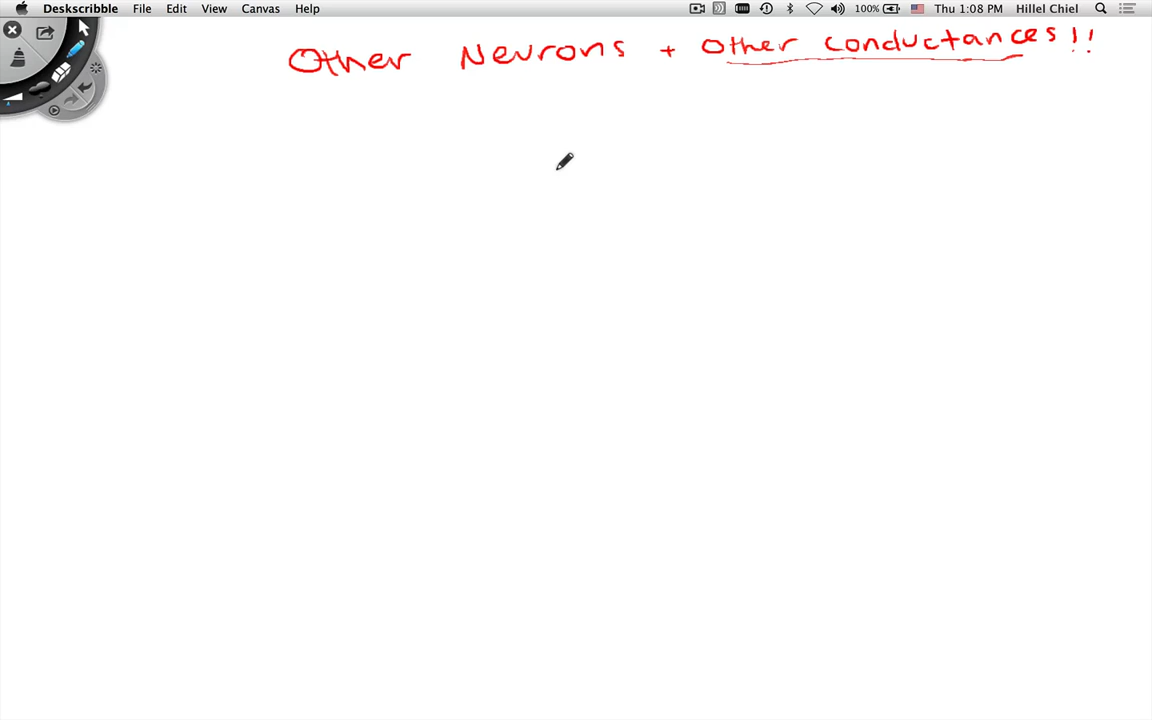 Deskscribble File Edit View Canvas Help 100% Thu 1:08 PM Hillel Chiel
Other Neurons + Other conductances!!